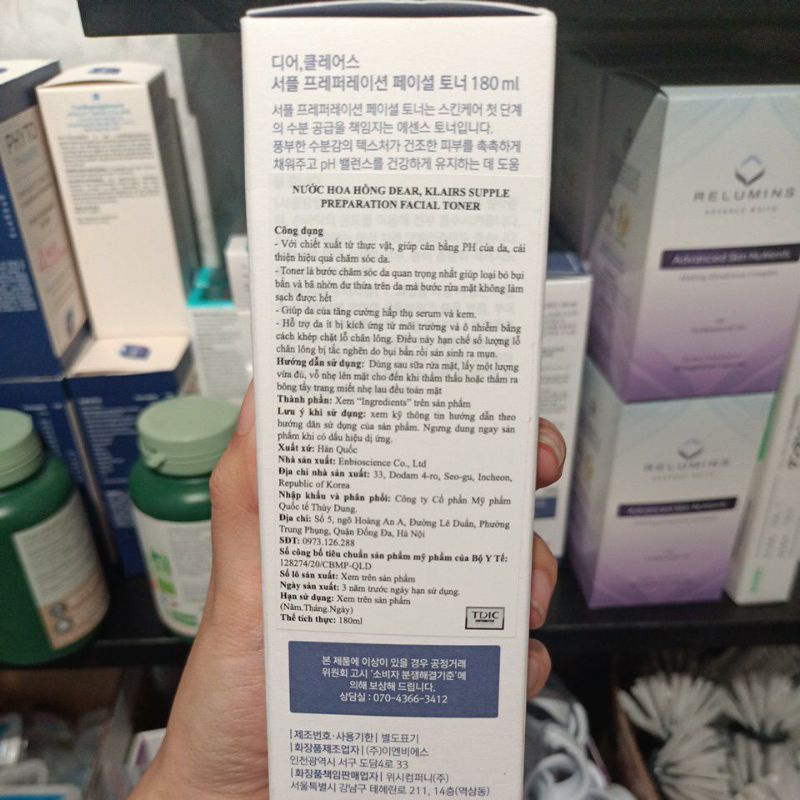 디어,클레어스
서플 프레퍼레이션 페이셜 토너 180 ml
서플 프레퍼레이션 페이셜 토너는 스킨케어 첫 단계
의 수분 공급을 책임지는 에센스 토너입니다.
풍부한 수분감의 텍스처가 건조한 피부를 촉촉하게
채워주고 pH 밸런스를 건강하게 유지하는 데 도움
NƯỚC HOA HỒNG DEAR, KLAIRS SUPPLE
PREPARATION FACIAL TONER
Công dụng
- Với chiết xuất từ thực vật, giúp cân bằng PH của da, cải
thiện hiệu quả chăm sóc da.
- Toner là bước chăm sóc da quan trọng nhất giúp loại bỏ bụi
bẩn và bã nhờn dư thừa trên da mà bước rửa mặt không làm
sạch được hết
- Giúp da của tăng cường hấp thụ serum và kem.
- Hỗ trợ da ít bị kích ứng từ môi trường và ô nhiễm bằng
cách khép chặt lỗ chân lông. Điều này hạn chế số lượng lỗ
chân lông bị tắc nghẽn do bụi bẩn rồi sản sinh ra mụn.
Hướng dẫn sử dụng: Dùng sau sữa rửa mặt, lấy một lượng
vừa đủ, vỗ nhẹ lên mặt cho đến khi thẩm thấu hoặc thấm ra
bông tẩy trang miết nhẹ lau đều toàn mặt
Thành phần: Xem “Ingredients” trên sản phẩm
Lưu ý khi sử dụng: xem kỹ thông tin hướng dẫn theo
hướng dẫn sử dụng của sản phẩm. Ngưng dung ngay sản
phẩm khi có dấu hiệu dị ứng.
Xuất xứ: Hàn Quốc
Nhà sản xuất: Enbioscience Co., Ltd
Địa chỉ nhà sản xuất: 33, Dodam 4-ro, Seo-gu, Incheon,
Republic of Korea
Nhập khẩu và phân phối: Công ty Cổ phần Mỹ phẩm
Quốc tế Thùy Dung.
Địa chỉ: Số 5, ngõ Hoàng An A, Đường Lê Duẩn, Phường
Trung Phụng, Quận Đống Đa, Hà Nội
SĐT: 0973.126.288
Số công bố tiêu chuẩn sản phẩm mỹ phẩm của Bộ Y Tế:
128274/20/CBMP-QLD
Số lô sản xuất: Xem trên sản phẩm
Ngày sản xuất: 3 năm trước ngày hạn sử dụng.
Hạn sử dụng: Xem trên sản phẩm
(Năm.Tháng.Ngày)
Thể tích thực: 180ml
TDIC
본 제품에 이상이 있을 경우 공정거래
위원회 고시 '소비자 분쟁해결기준'에
의해 보상해 드립니다.
상담실 : 070-4366-3412
제조번호·사용기한 | 별도표기
화장품제조업자 | (주)이엔비에스
인천광역시 서구 도담4로 33
화장품책임판매업자 | 위시컴퍼니(주)
서울특별시 강남구 테헤란로 211, 14층(역삼동)
PHYTO
RELUMINS
ADVANCE WHITE
Advanced Skin Nutrients
RELUMINS
Advanced Skin Nutrients